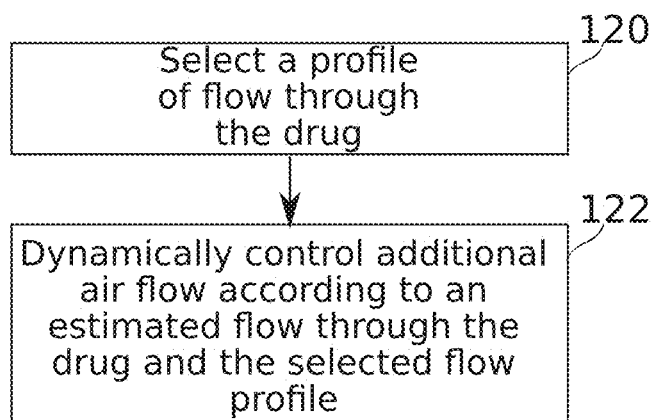 120
Select a profile
of flow through
the drug
122
Dynamically control additional
air flow according to an
estimated flow through the
drug and the selected flow
profile